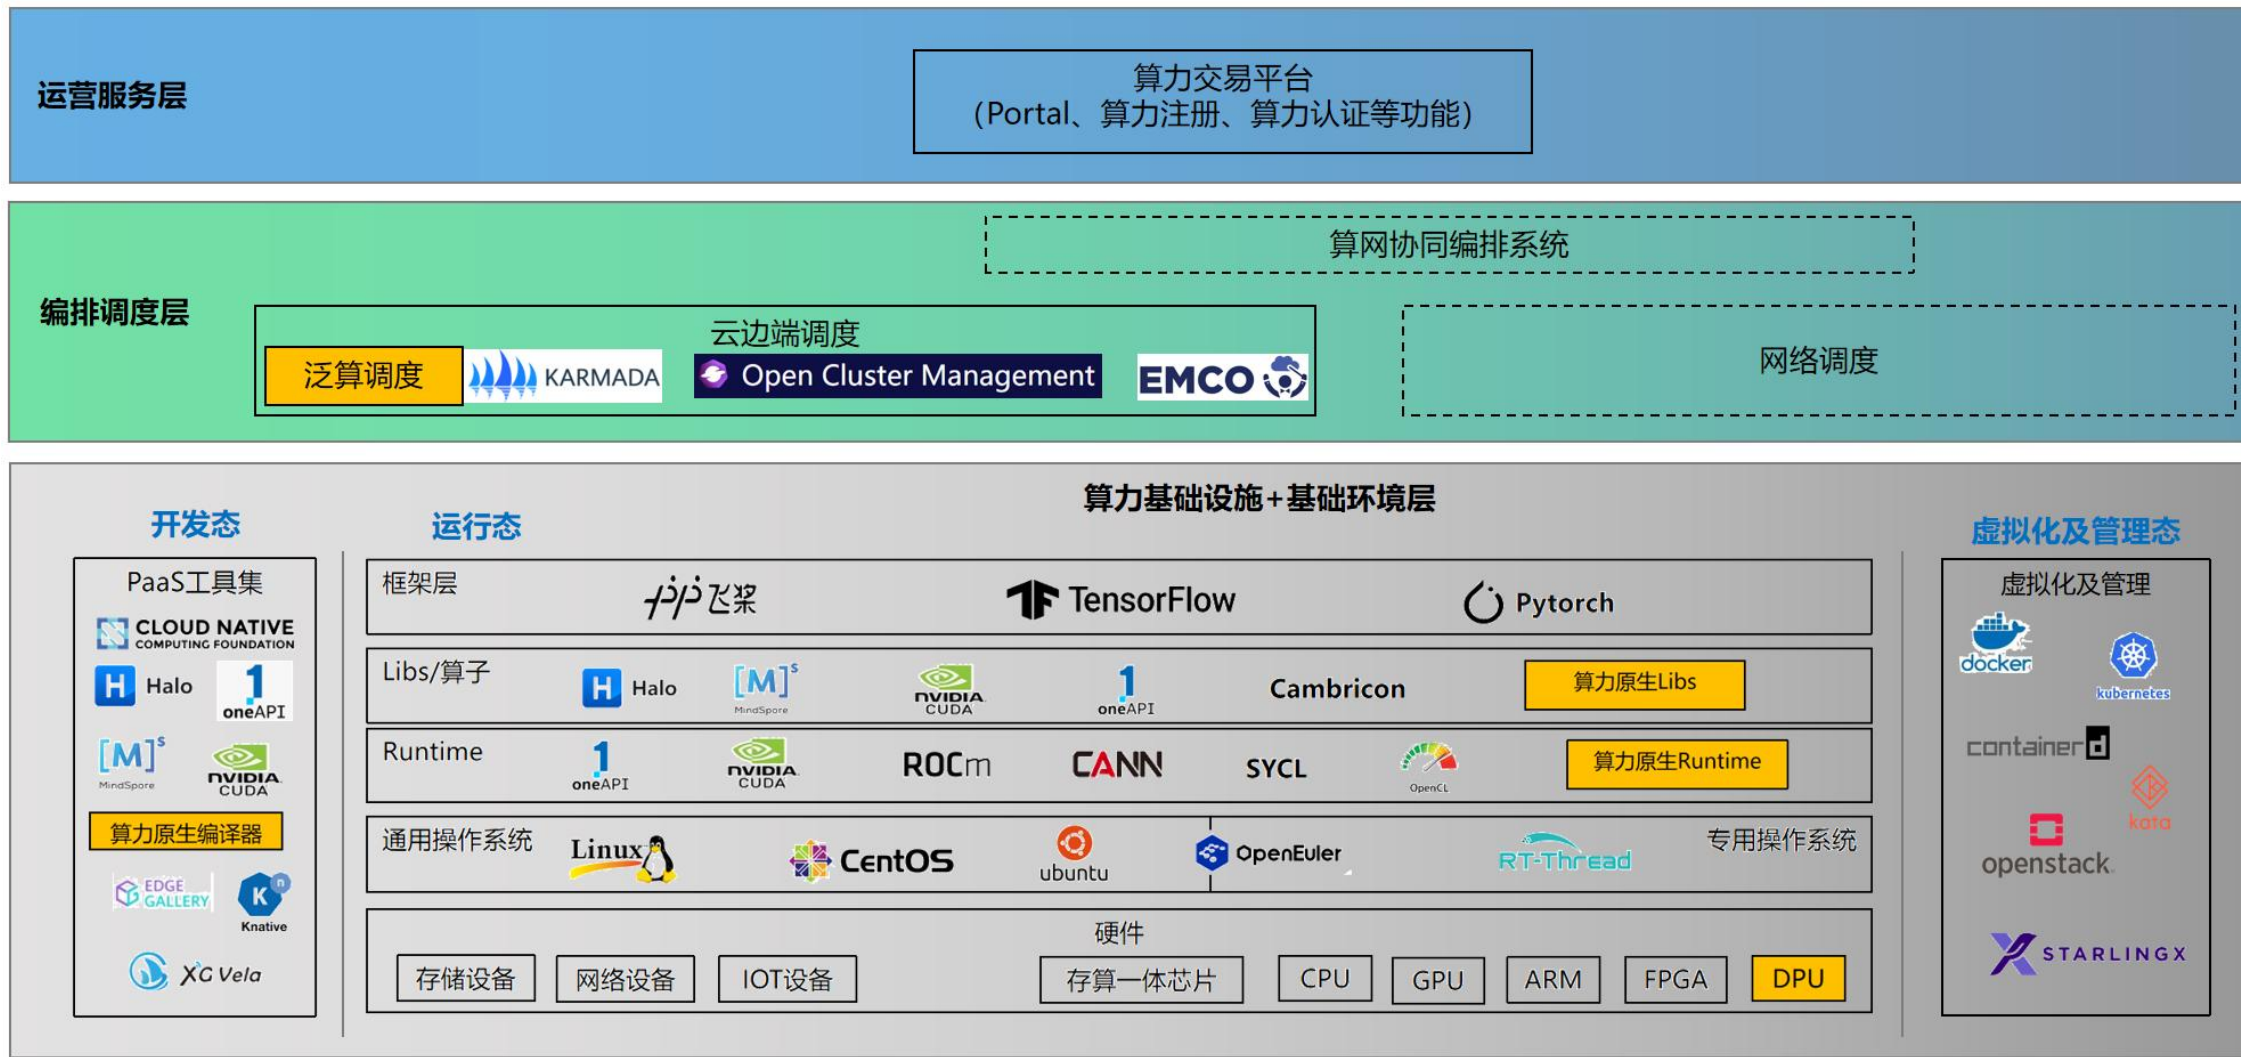 运营服务层
算力交易平台
（Portal、算力注册、算力认证等功能）
编排调度层
算网协同编排系统
云边端调度
泛算调度
KARMADA
Open Cluster Management
EMCO
网络调度
算力基础设施+基础环境层
开发态
PaaS工具集
CLOUD NATIVE
COMPUTING FOUNDATION
H Halo
1
oneAPI
[M]s
MindSpore
nVIDIA
CUDA
算力原生编译器
EDGE
GALLERY
K n
Knative
XG Vela
运行态
框架层
飞桨
TensorFlow
Pytorch
Libs/算子
H Halo
[M]s
MindSpore
nVIDIA
CUDA
1
oneAPI
Cambricon
算力原生Libs
Runtime
1
oneAPI
nVIDIA
CUDA
ROCm
CANN
SYCL
OpenCL
算力原生Runtime
通用操作系统
Linux
CentOS
ubuntu
OpenEuler
RT-Thread
专用操作系统
硬件
存储设备
网络设备
IOT设备
存算一体芯片
CPU
GPU
ARM
FPGA
DPU
虚拟化及管理态
虚拟化及管理
docker
kubernetes
containerd
kata
openstack.
STARLINGX